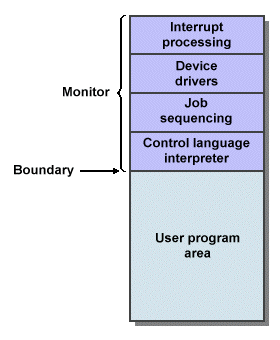 Interrupt
processing
Device
drivers
Monitor
Job
sequencing
Control language
interpreter
Boundary
User program
area